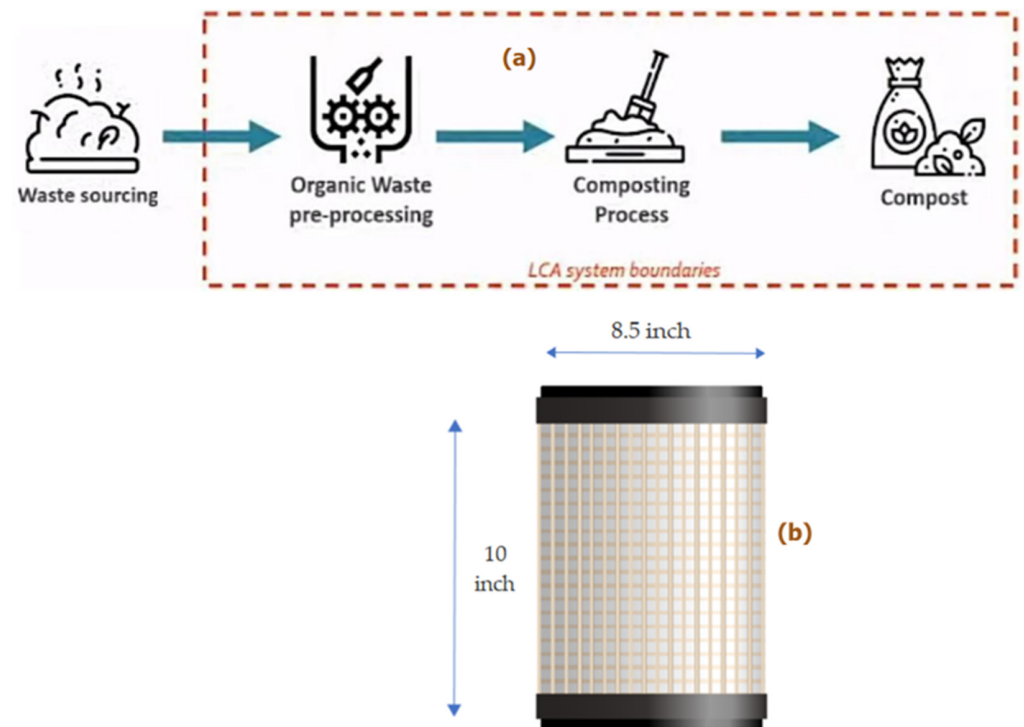 (a)
Waste sourcing
Organic Waste
pre-processing
Composting
Process
Compost
LCA system boundaries
8.5 inch
10
inch
(b)